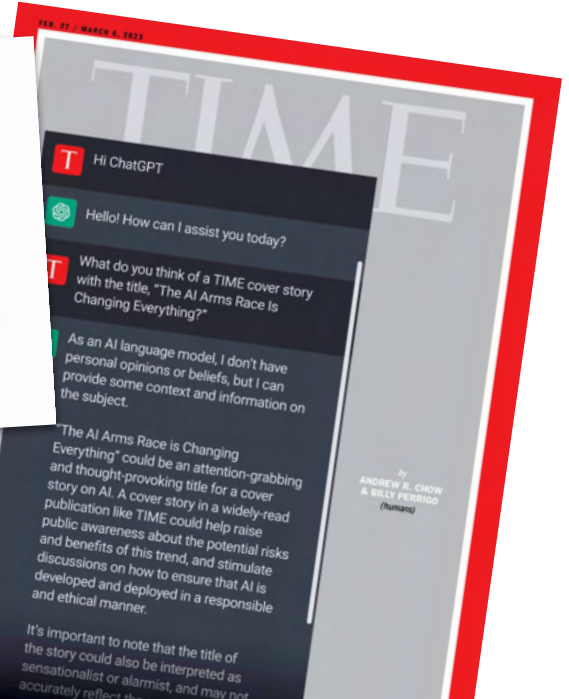 FEB. 27 / MARCH 6, 2023
TIME
T Hi ChatGPT
Hello! How can I assist you today?
T What do you think of a TIME cover story
with the title, "The AI Arms Race Is
Changing Everything?"
As an AI language model, I don't have
personal opinions or beliefs, but I can
provide some context and information on
the subject.
"The AI Arms Race is Changing
Everything" could be an attention-grabbing
and thought-provoking title for a cover
story on AI. A cover story in a widely-read
publication like TIME could help raise
public awareness about the potential risks
and benefits of this trend, and stimulate
discussions on how to ensure that AI is
developed and deployed in a responsible
and ethical manner.
It's important to note that the title of
the story could also be interpreted as
sensationalist or alarmist, and may not
accurately reflect the
by
ANDREW R. CHOW
& BILLY PERRIGO
(humans)